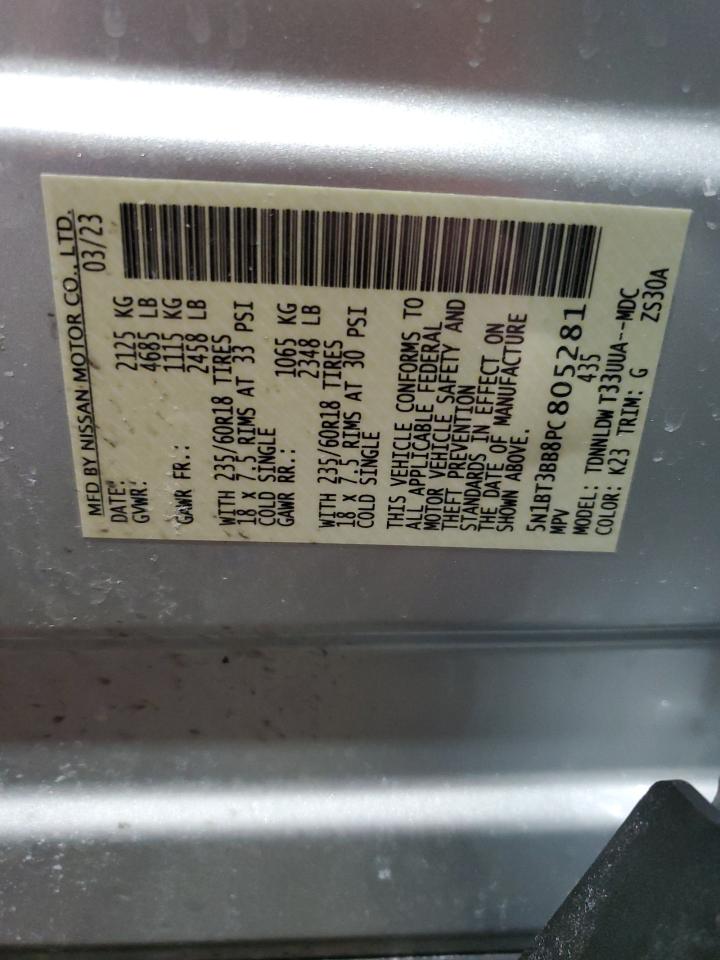 MFD BY NISSAN MOTOR CO., LTD.
DATE: 03/23
GVWR: 2125 KG
4685 LB
GAWR FR.: 1115 KG
2458 LB
WITH 235/60R18 TIRES
18 X 7.5 RIMS AT 33 PSI
COLD SINGLE
GAWR RR.: 1065 KG
2348 LB
WITH 235/60R18 TIRES
18 X 7.5 RIMS AT 30 PSI
COLD SINGLE
THIS VEHICLE CONFORMS TO
ALL APPLICABLE FEDERAL
MOTOR VEHICLE SAFETY AND
THEFT PREVENTION
STANDARDS IN EFFECT ON
THE DATE OF MANUFACTURE
SHOWN ABOVE.
5N1BT3BB8PC805281
MPV 435
MODEL: TDNNLDW T33UUA--MDC
COLOR: K23 TRIM: G ZS30A